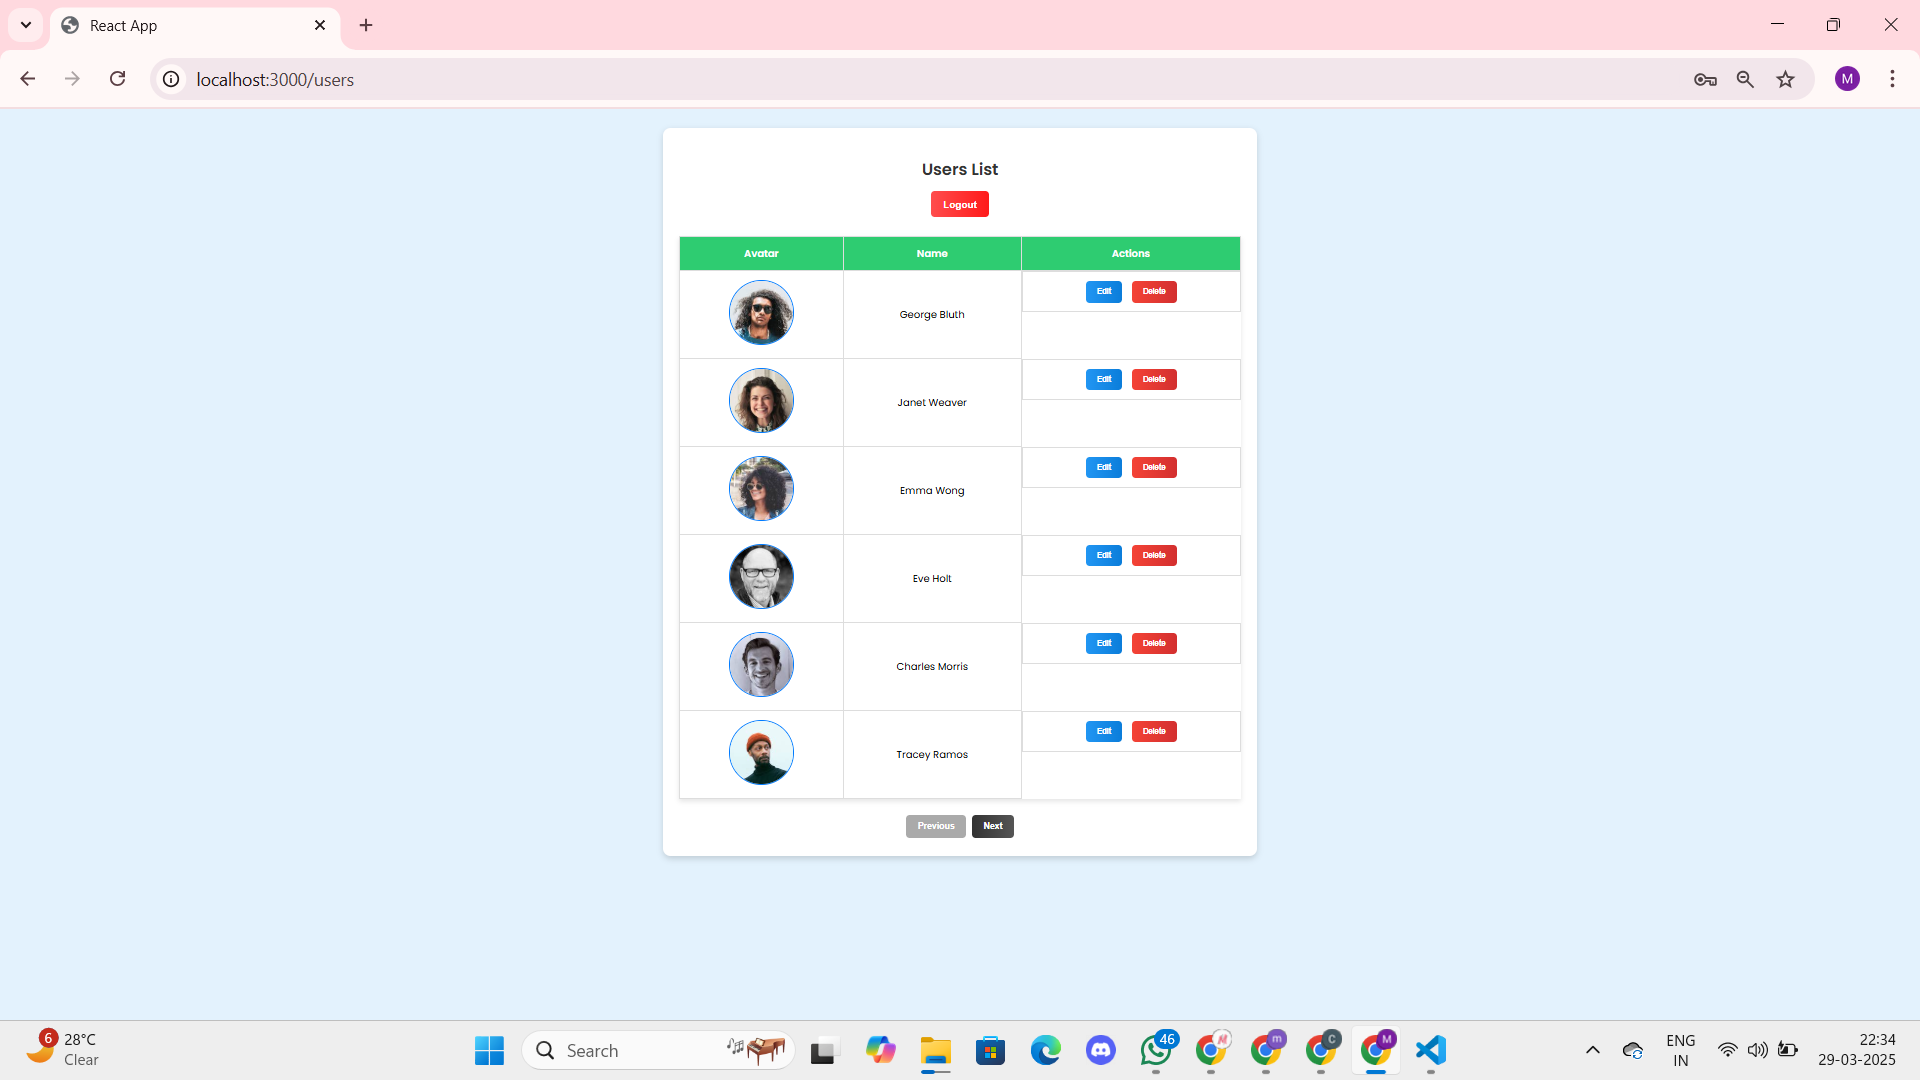 React App
localhost:3000/users
M
Users List
Logout
Avatar Name Actions
George Bluth Edit Delete
Janet Weaver Edit Delete
Emma Wong Edit Delete
Eve Holt Edit Delete
Charles Morris Edit Delete
Tracey Ramos Edit Delete
Previous Next
6 28°C
Clear
Search
46
m
C
M
ENG
IN
22:34
29-03-2025